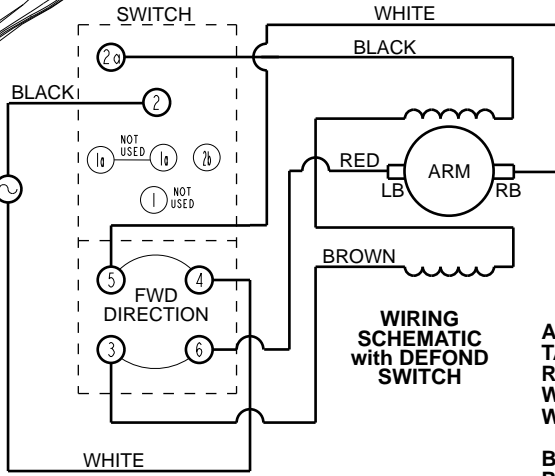 SWITCH
WHITE
2a
BLACK
BLACK
2
NOT
USED
1a
1a
2b
RED
ARM
LB
RB
1
NOT
USED
BROWN
5
4
FWD
DIRECTION
3
6
WIRING
SCHEMATIC
with DEFOND
SWITCH
A
TA
R
W
W
WHITE
B